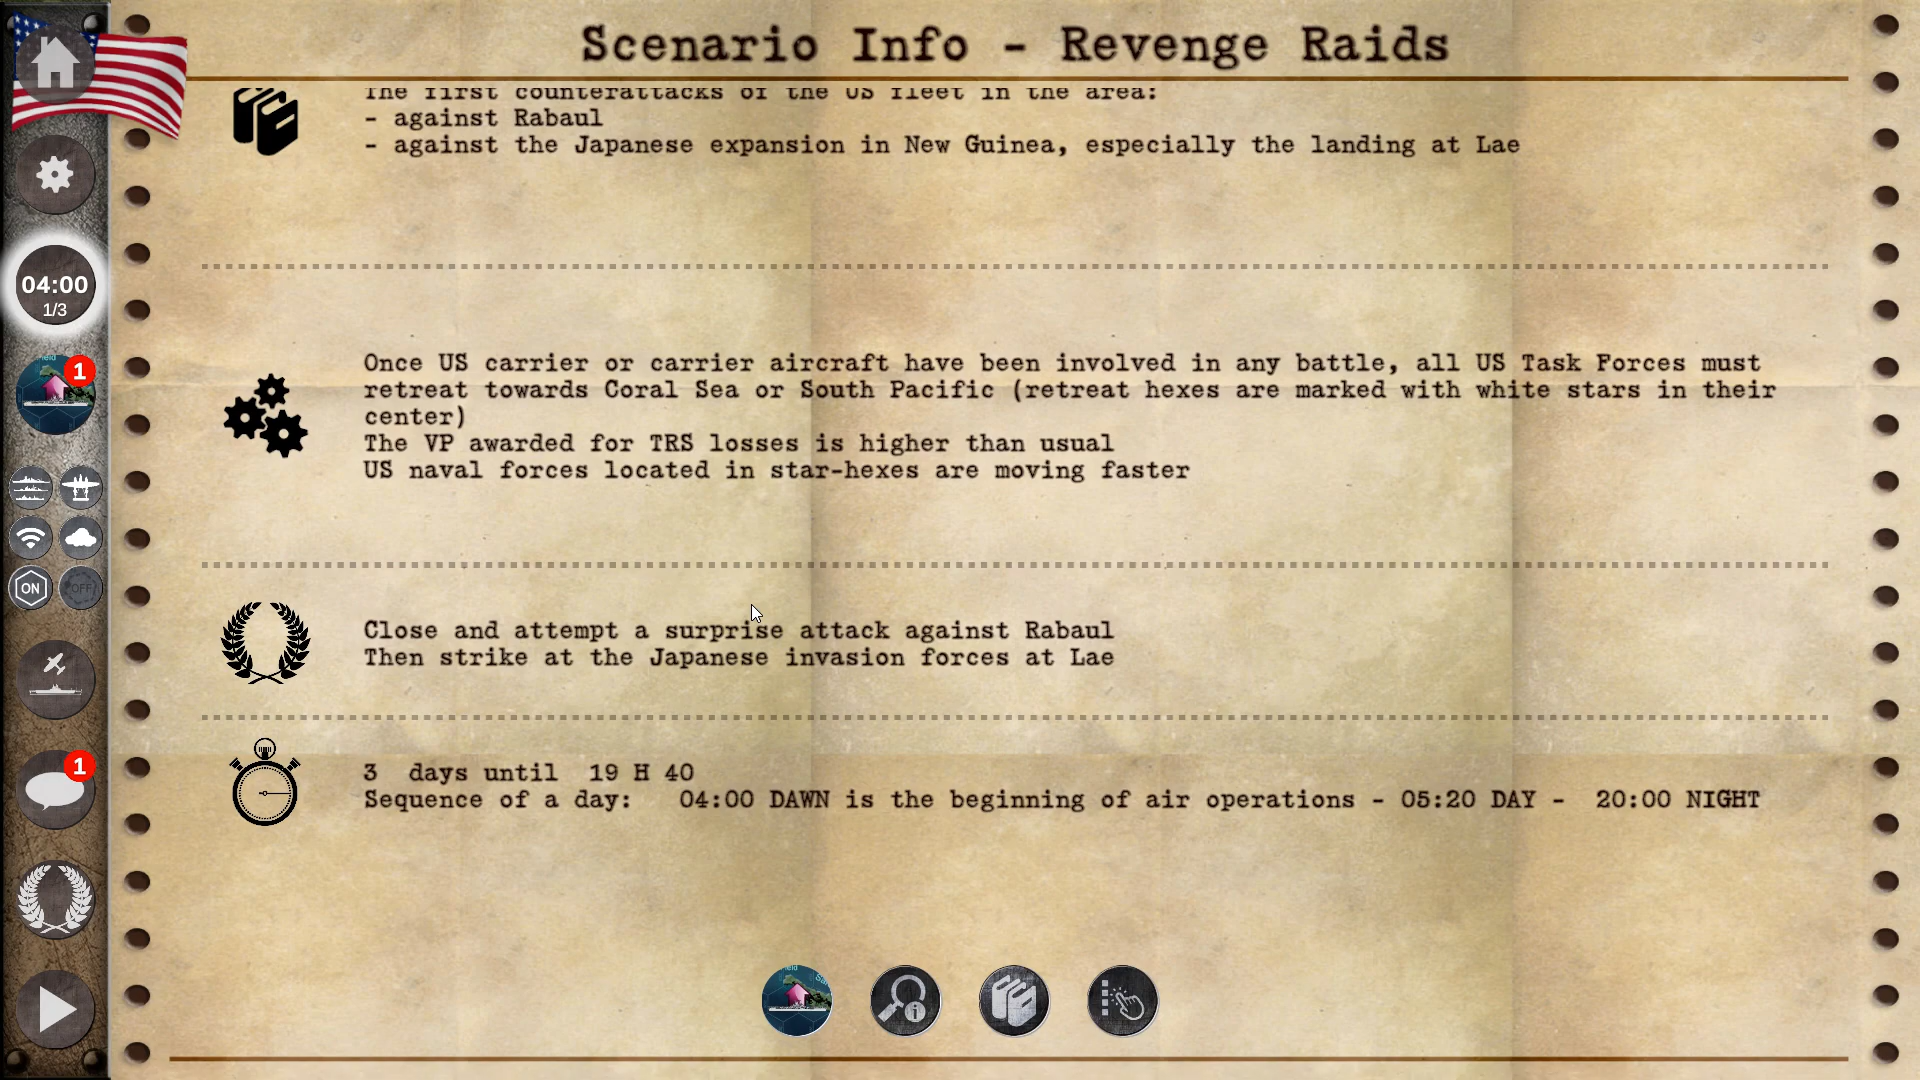 Scenario Info - Revenge Raids
The first counterattacks of the US fleet in the area:
- against Rabaul
- against the Japanese expansion in New Guinea, especially the landing at Lae
04:00
1/3
1
Once US carrier or carrier aircraft have been involved in any battle, all US Task Forces must
retreat towards Coral Sea or South Pacific (retreat hexes are marked with white stars in their
center)
The VP awarded for TRS losses is higher than usual
US naval forces located in star-hexes are moving faster
ON
OFF
Close and attempt a surprise attack against Rabaul
Then strike at the Japanese invasion forces at Lae
1
3 days until 19 H 40
Sequence of a day: 04:00 DAWN is the beginning of air operations - 05:20 DAY - 20:00 NIGHT